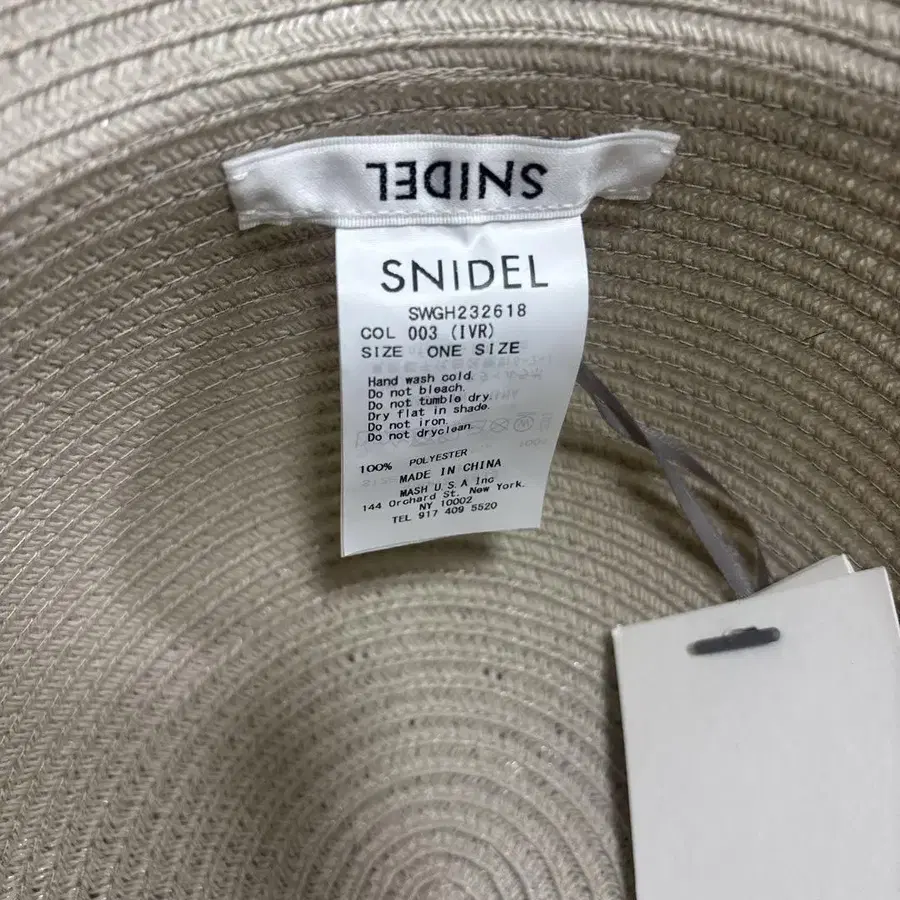 SNIDEL
SNIDEL
SWGH232618
COL 003 (IVR)
SIZE ONE SIZE
Hand wash cold.
Do not bleach.
Do not tumble dry.
Dry flat in shade.
Do not iron.
Do not dryclean.
100% POLYESTER
MADE IN CHINA
MASH U.S.A Inc
144 Orchard St. New York.
NY 10002
TEL 917 409 5520